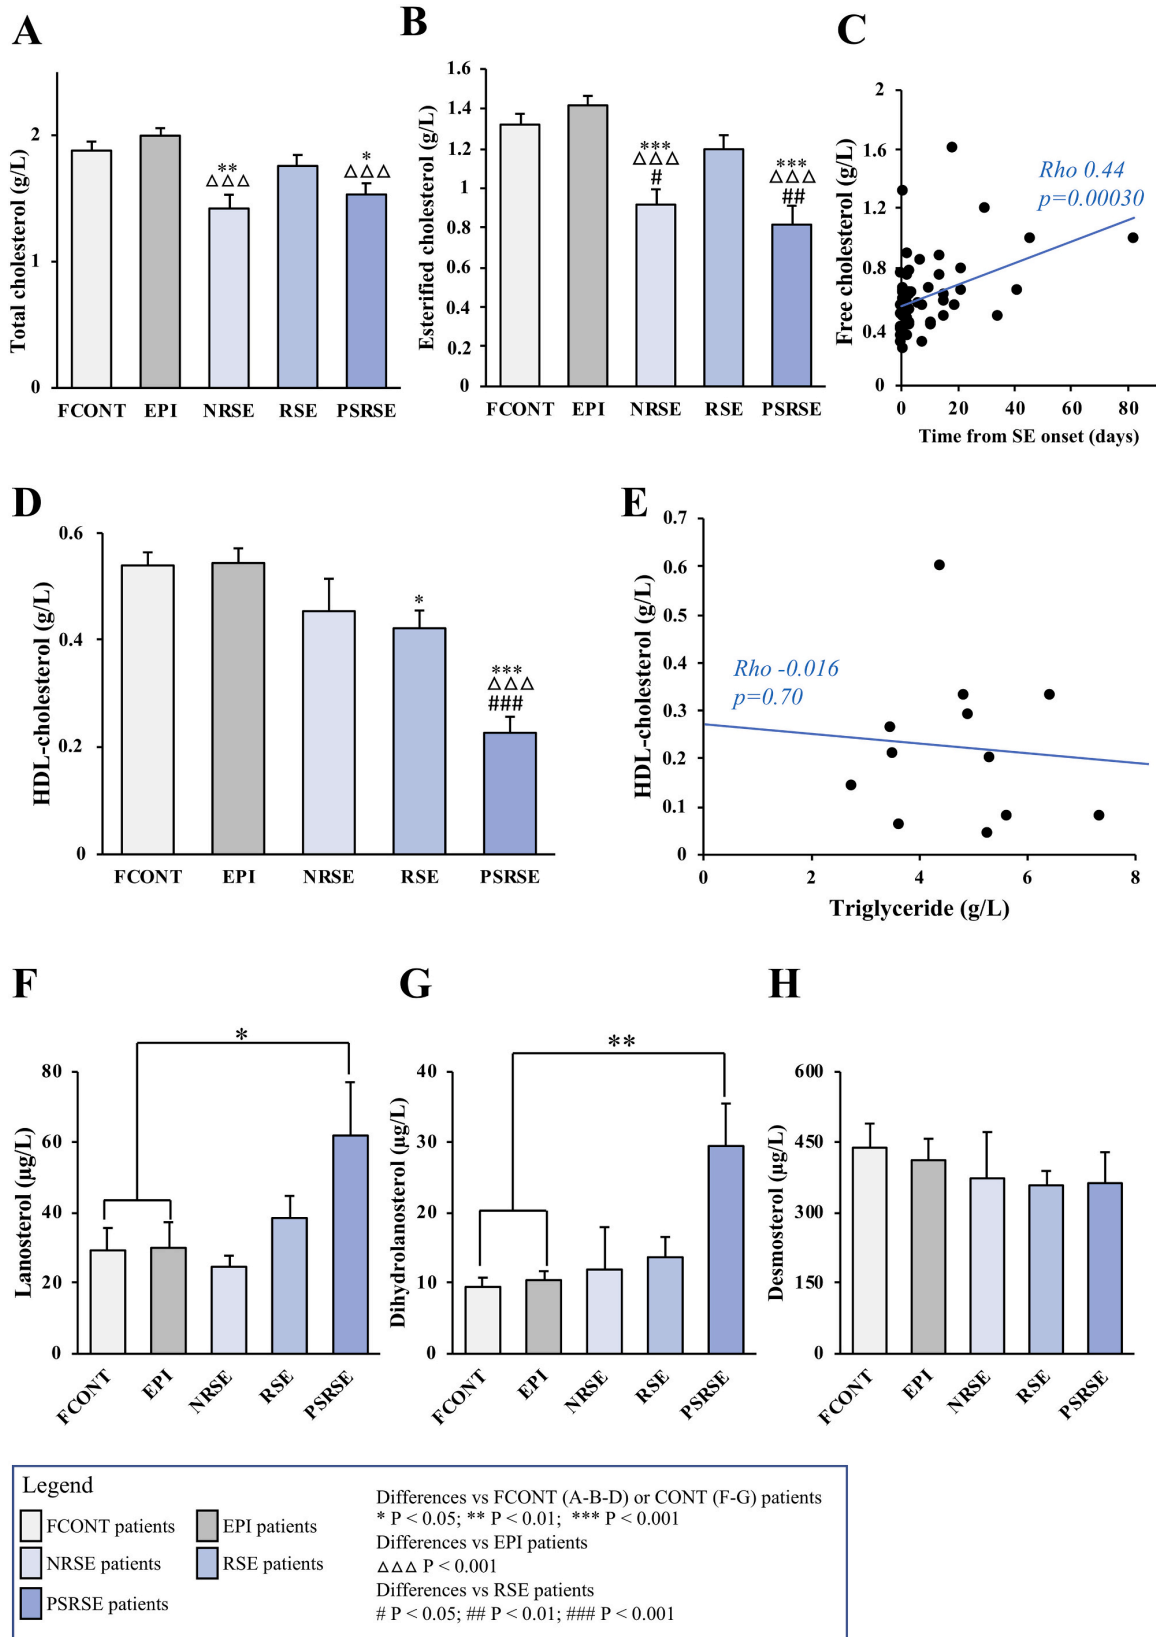 A
Total cholesterol (g/L)
2
1
0
** 
△△△
*
△△△
FCONT EPI NRSE RSE PSRSE
B
Esterified cholesterol (g/L)
1.6
1.4
1.2
1
0.8
0.6
0.4
0.2
0
***
△△△
#
***
△△△
##
FCONT EPI NRSE RSE PSRSE
C
Free cholesterol (g/L)
2
1.6
1.2
0.8
0.4
0
Rho 0.44
p=0.00030
0 20 40 60 80
Time from SE onset (days)
D
HDL-cholesterol (g/L)
0.6
0.4
0.2
0
*
***
△△△
###
FCONT EPI NRSE RSE PSRSE
E
HDL-cholesterol (g/L)
0.7
0.6
0.5
0.4
0.3
0.2
0.1
0
Rho -0.016
p=0.70
0 2 4 6 8
Triglyceride (g/L)
F
Lanosterol (µg/L)
80
60
40
20
0
*
FCONT EPI NRSE RSE PSRSE
G
Dihydrolanosterol (µg/L)
40
30
20
10
0
**
FCONT EPI NRSE RSE PSRSE
H
Desmosterol (µg/L)
600
450
300
150
0
FCONT EPI NRSE RSE PSRSE
Legend
FCONT patients
EPI patients
NRSE patients
RSE patients
PSRSE patients
Differences vs FCONT (A-B-D) or CONT (F-G) patients
* P < 0.05; ** P < 0.01; *** P < 0.001
Differences vs EPI patients
△△△ P < 0.001
Differences vs RSE patients
# P < 0.05; ## P < 0.01; ### P < 0.001